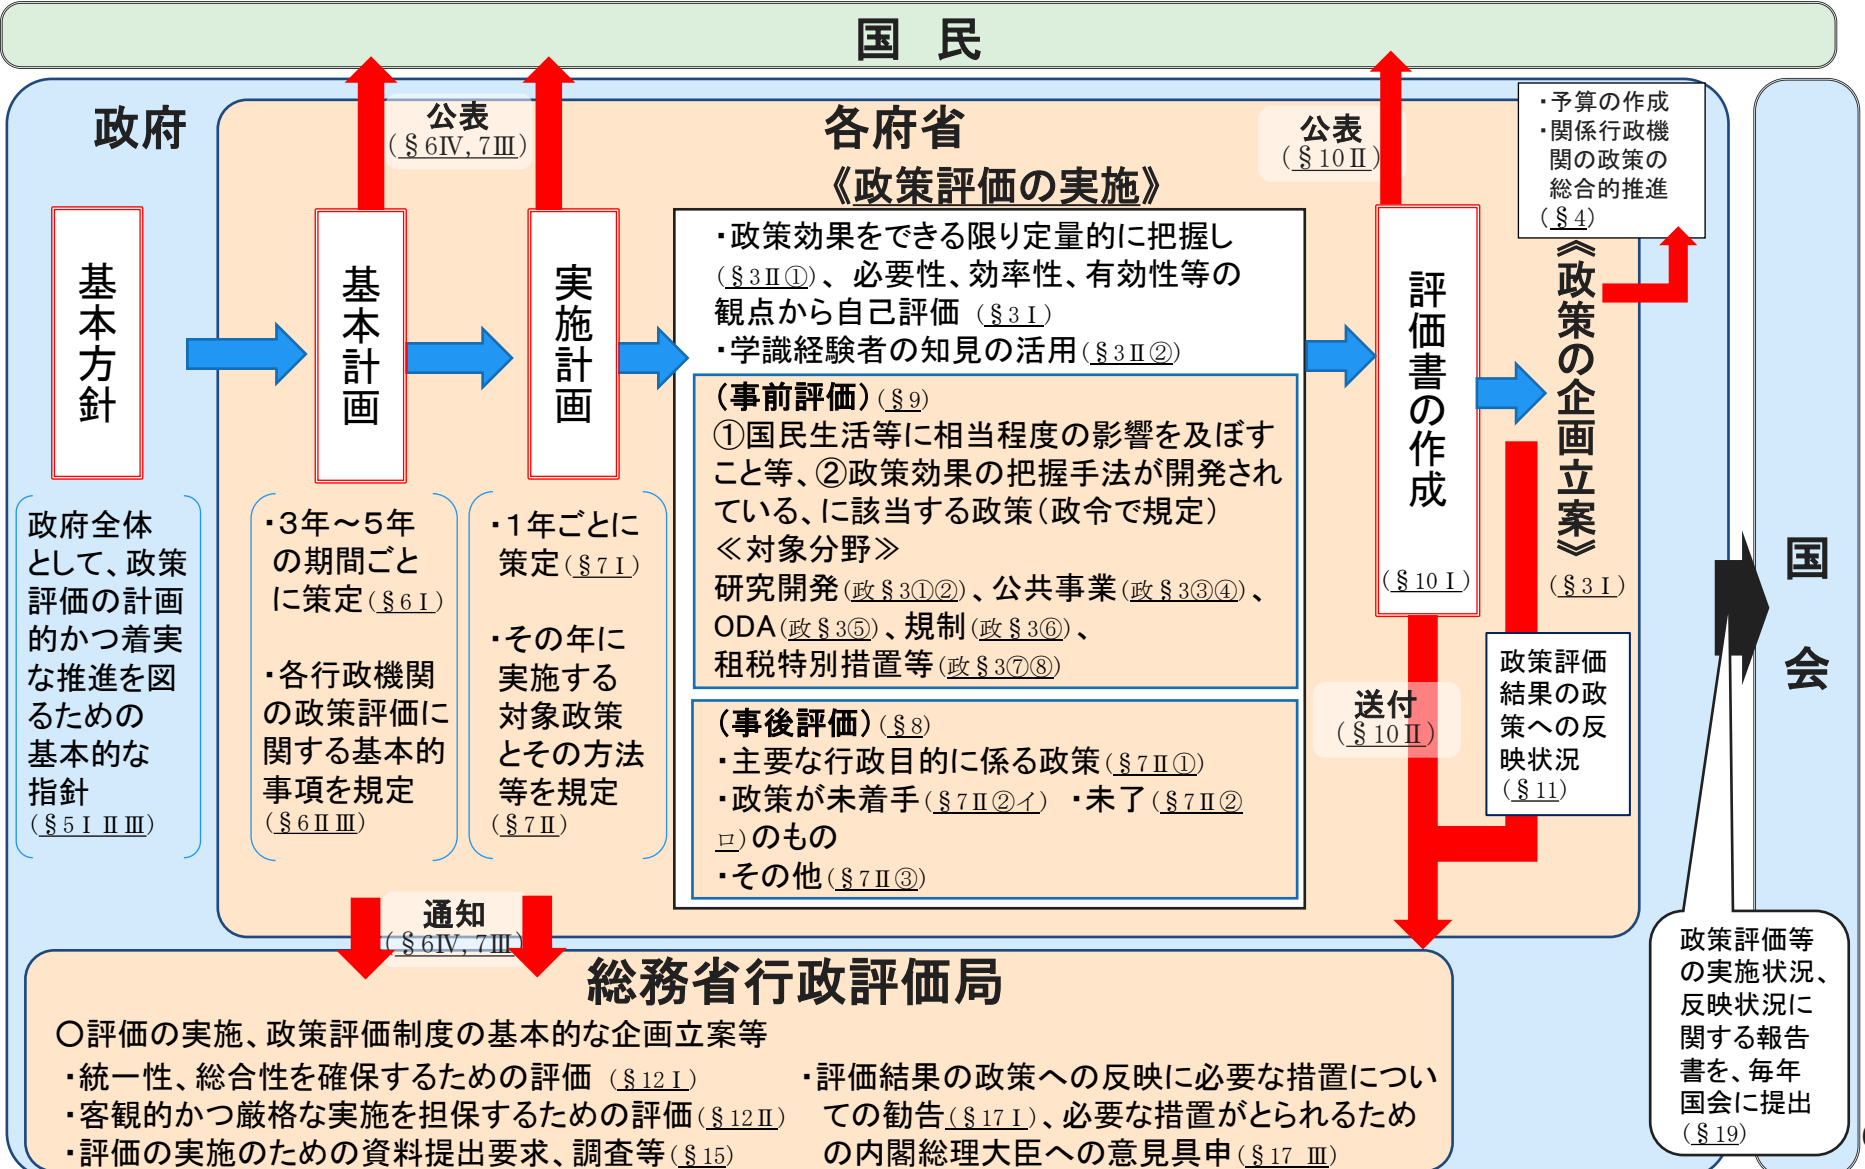 国　民
政府
公表
(§6Ⅳ,7Ⅲ)
各府省
《政策評価の実施》
公表
(§10Ⅱ)
・予算の作成
・関係行政機
関の政策の
総合的推進
(§4)
基本方針
基本計画
実施計画
・政策効果をできる限り定量的に把握し
(§3Ⅱ①)、必要性、効率性、有効性等の
観点から自己評価 (§3Ⅰ)
・学識経験者の知見の活用(§3Ⅱ②)
(事前評価)(§9)
①国民生活等に相当程度の影響を及ぼす
こと等、②政策効果の把握手法が開発され
ている、に該当する政策(政令で規定)
≪対象分野≫
研究開発(政§3①②)、公共事業(政§3③④)、
ODA(政§3⑤)、規制(政§3⑥)、
租税特別措置等(政§3⑦⑧)
(事後評価)(§8)
・主要な行政目的に係る政策(§7Ⅱ①)
・政策が未着手(§7Ⅱ②イ) ・未了(§7Ⅱ②
ロ)のもの
・その他(§7Ⅱ③)
評価書の作成
(§10Ⅰ)
《政策の企画立案》
(§3Ⅰ)
政府全体
として、政策
評価の計画
的かつ着実
な推進を図
るための
基本的な
指針
(§5ⅠⅡⅢ)
・3年～5年
の期間ごと
に策定(§6Ⅰ)
・各行政機関
の政策評価に
関する基本的
事項を規定
(§6ⅡⅢ)
・1年ごとに
策定(§7Ⅰ)
・その年に
実施する
対象政策
とその方法
等を規定
(§7Ⅱ)
送付
(§10Ⅱ)
政策評価
結果の政
策への反
映状況
(§11)
国会
通知
(§6Ⅳ,7Ⅲ)
政策評価等
の実施状況、
反映状況に
関する報告
書を、毎年
国会に提出
(§19)
総務省行政評価局
○評価の実施、政策評価制度の基本的な企画立案等
・統一性、総合性を確保するための評価 (§12Ⅰ)
・客観的かつ厳格な実施を担保するための評価(§12Ⅱ)
・評価の実施のための資料提出要求、調査等(§15)
・評価結果の政策への反映に必要な措置につい
ての勧告(§17Ⅰ)、必要な措置がとられるため
の内閣総理大臣への意見具申(§17 Ⅲ)